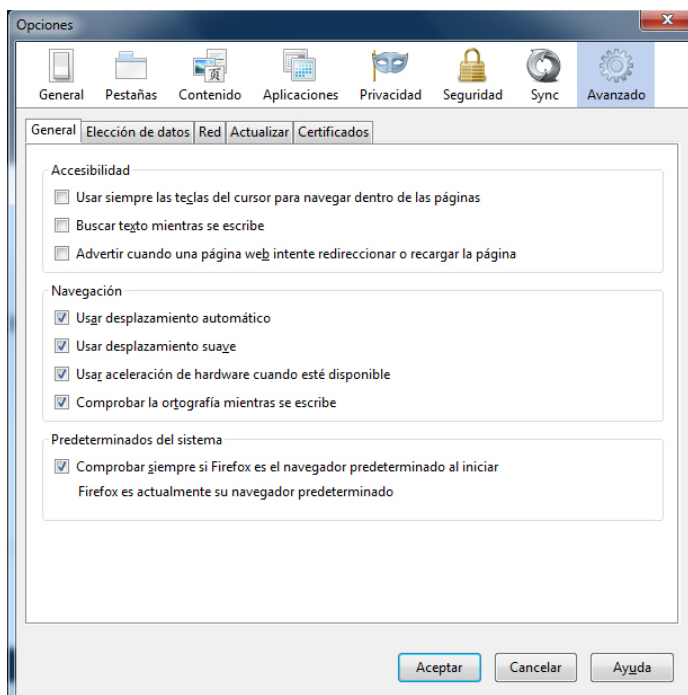 Opciones
x
General Pestañas Contenido Aplicaciones Privacidad Seguridad Sync Avanzado
General Elección de datos Red Actualizar Certificados
Accesibilidad
Usar siempre las teclas del cursor para navegar dentro de las páginas
Buscar texto mientras se escribe
Advertir cuando una página web intente redireccionar o recargar la página
Navegación
Usar desplazamiento automático
Usar desplazamiento suave
Usar aceleración de hardware cuando esté disponible
Comprobar la ortografía mientras se escribe
Predeterminados del sistema
Comprobar siempre si Firefox es el navegador predeterminado al iniciar
Firefox es actualmente su navegador predeterminado
Aceptar Cancelar Ayuda